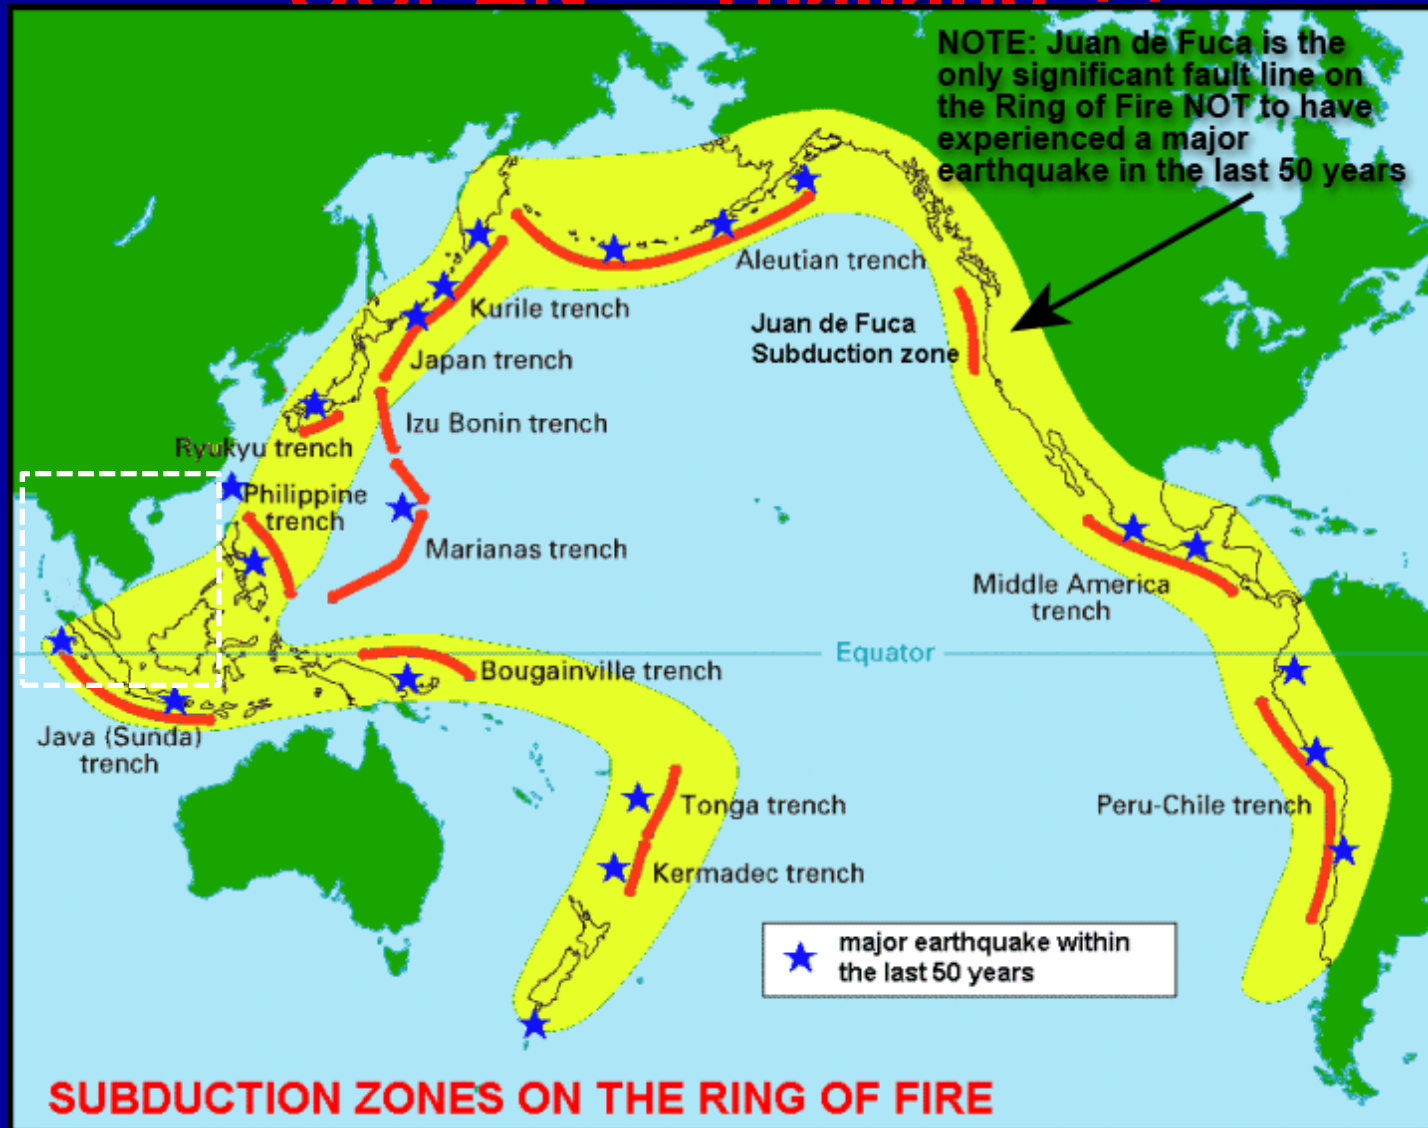 NOTE: Juan de Fuca is the
only significant fault line on
the Ring of Fire NOT to have
experienced a major
earthquake in the last 50 years
Aleutian trench
Kurile trench
Juan de Fuca
Subduction zone
Japan trench
Izu Bonin trench
Ryukyu trench
Philippine
trench
Marianas trench
Middle America
trench
Equator
Bougainville trench
Java (Sunda)
trench
Tonga trench
Peru-Chile trench
Kermadec trench
major earthquake within
the last 50 years
SUBDUCTION ZONES ON THE RING OF FIRE